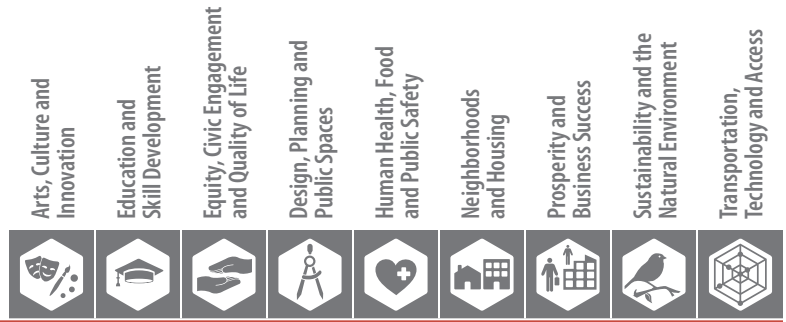 Arts, Culture and
Innovation
Education and
Skill Development
Equity, Civic Engagement
and Quality of Life
Design, Planning and
Public Spaces
Human Health, Food
and Public Safety
Neighborhoods
and Housing
Prosperity and
Business Success
Sustainability and the
Natural Environment
Transportation,
Technology and Access